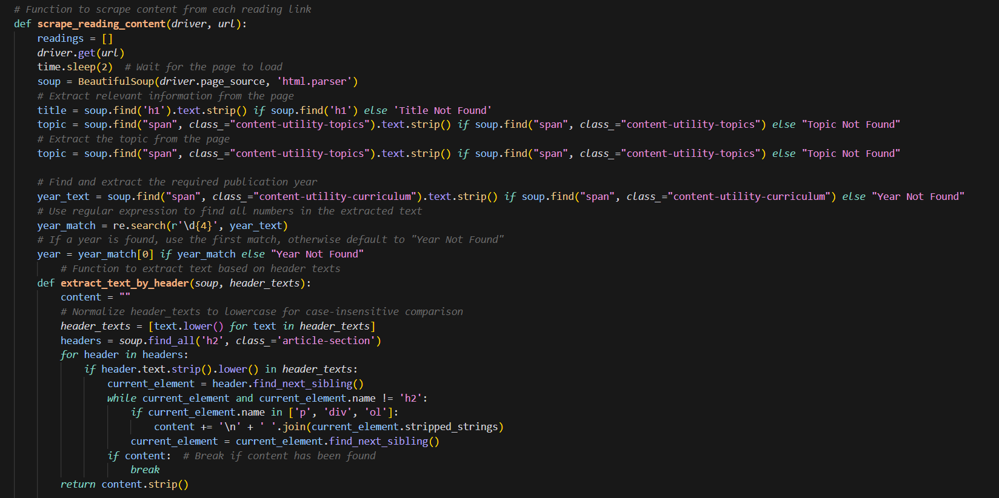 # Function to scrape content from each reading link
def scrape_reading_content(driver, url):
    readings = []
    driver.get(url)
    time.sleep(2)  # Wait for the page to load
    soup = BeautifulSoup(driver.page_source, 'html.parser')
    # Extract relevant information from the page
    title = soup.find('h1').text.strip() if soup.find('h1') else 'Title Not Found'
    topic = soup.find("span", class_="content-utility-topics").text.strip() if soup.find("span", class_="content-utility-topics") else "Topic Not Found"
    # Extract the topic from the page
    topic = soup.find("span", class_="content-utility-topics").text.strip() if soup.find("span", class_="content-utility-topics") else "Topic Not Found"

    # Find and extract the required publication year
    year_text = soup.find("span", class_="content-utility-curriculum").text.strip() if soup.find("span", class_="content-utility-curriculum") else "Year Not Found"
    # Use regular expression to find all numbers in the extracted text
    year_match = re.search(r'\d{4}', year_text)
    # If a year is found, use the first match, otherwise default to "Year Not Found"
    year = year_match[0] if year_match else "Year Not Found"
        # Function to extract text based on header texts
    def extract_text_by_header(soup, header_texts):
        content = ""
        # Normalize header_texts to lowercase for case-insensitive comparison
        header_texts = [text.lower() for text in header_texts]
        headers = soup.find_all('h2', class_='article-section')
        for header in headers:
            if header.text.strip().lower() in header_texts:
                current_element = header.find_next_sibling()
                while current_element and current_element.name != 'h2':
                    if current_element.name in ['p', 'div', 'ol']:
                        content += '\n' + ' '.join(current_element.stripped_strings)
                    current_element = current_element.find_next_sibling()
                if content:  # Break if content has been found
                    break
        return content.strip()